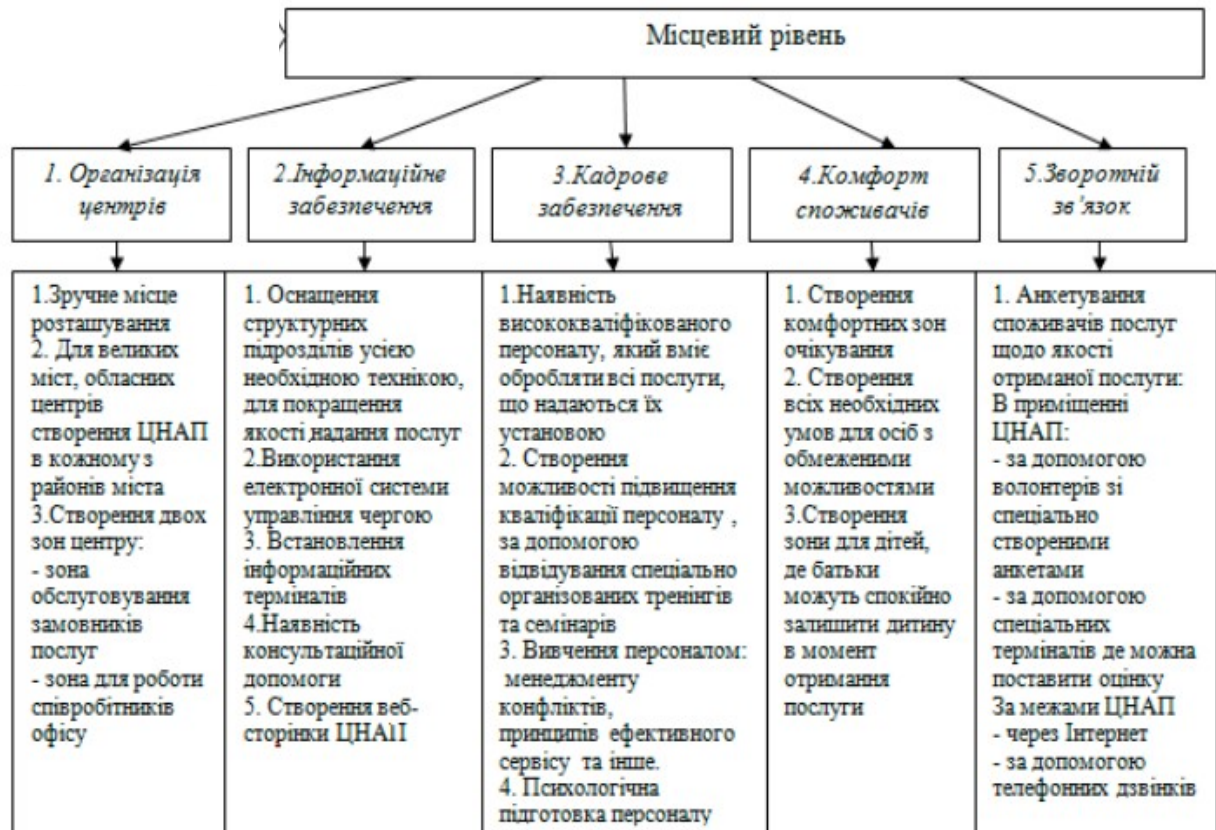 Місцевий рівень
1. Організація
центрів
2.Інформаційне
забезпечення
3.Кадрове
забезпечення
4.Комфорт
споживачів
5.Зворотній
зв’язок
1.Зручне місце
розташування
2. Для великих
міст, обласних
центрів
створення ЦНАП
в кожному з
районів міста
3.Створення двох
зон центру:
- зона
обслуговування
замовників
послуг
- зона для роботи
співробітників
офісу
1. Оснащення
структурних
підрозділів усією
необхідною технікою,
для покращення
якості надання послуг
2.Використання
електронної системи
управління чергою
3. Встановлення
інформаційних
терміналів
4.Наявність
консультаційної
допомоги
5. Створення веб-
сторінки ЦНАП
1.Наявність
висококваліфікованого
персоналу, який вміє
обробляти всі послуги,
що надаються їх
установою
2. Створення
можливості підвищення
кваліфікації персоналу ,
за допомогою
відвідування спеціально
організованих тренінгів
та семінарів
3. Вивчення персоналом:
менеджменту
конфліктів,
принципів ефективного
сервісу та інше.
4. Психологічна
підготовка персоналу
1. Створення
комфортних зон
очікування
2. Створення
всіх необхідних
умов для осіб з
обмеженими
можливостями
3.Створення
зони для дітей,
де батьки
можуть спокійно
залишити дитину
в момент
отримання
послуги
1. Анкетування
споживачів послуг
щодо якості
отриманої послуги:
В приміщенні
ЦНАП:
- за допомогою
волонтерів зі
спеціально
створеними
анкетами
- за допомогою
спеціальних
терміналів де можна
поставити оцінку
За межами ЦНАП
- через Інтернет
- за допомогою
телефонних дзвінків